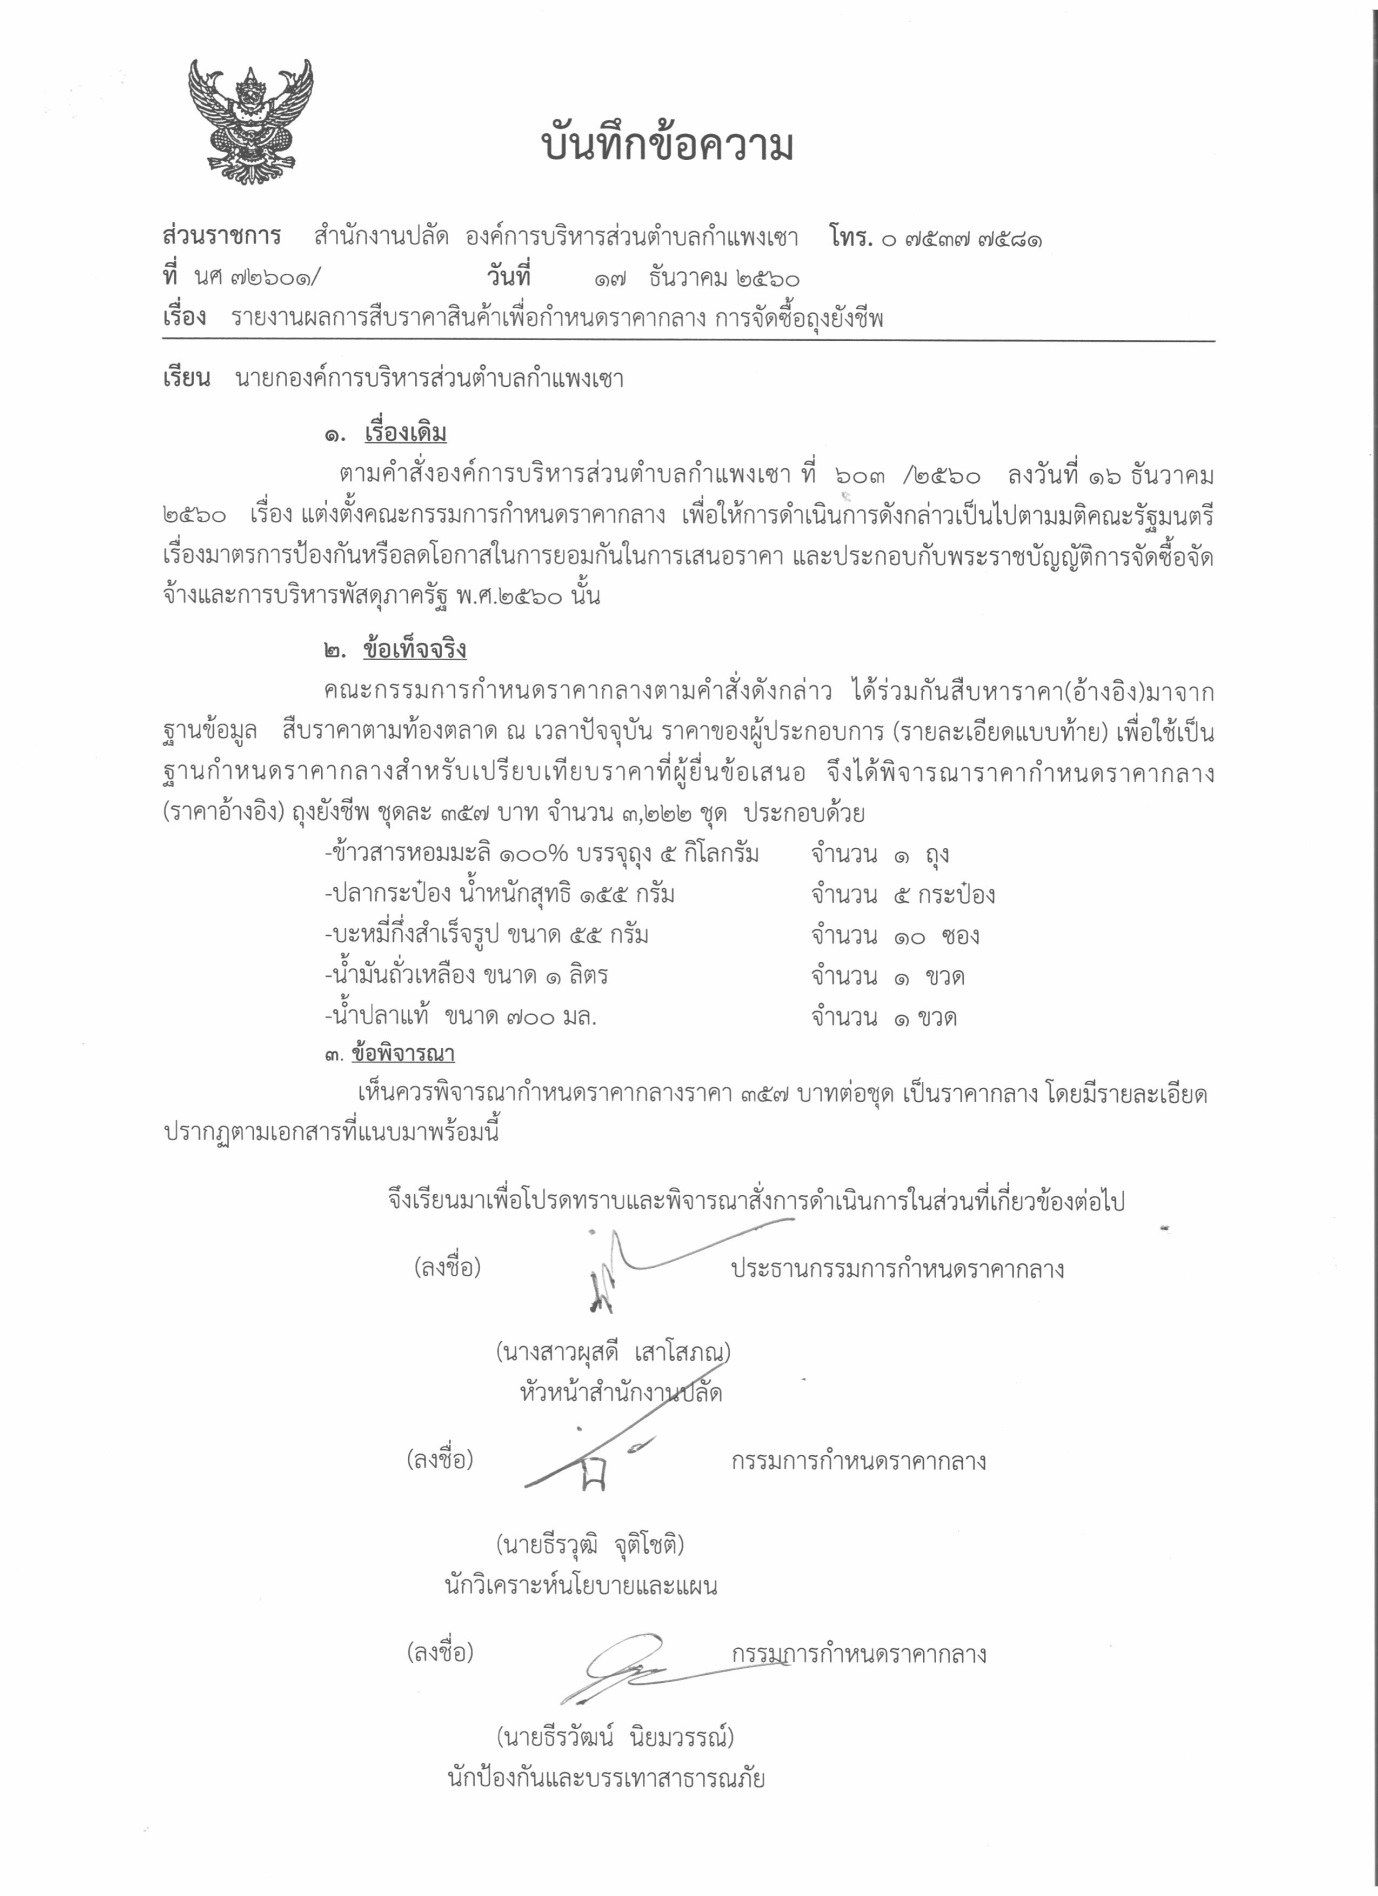 บันทึกข้อความ
ส่วนราชการ สำนักงานปลัด องค์การบริหารส่วนตำบลกำแพงเซา โทร. ๐ ๗๕๓๗ ๗๕๘๑
ที่ นศ ๗๒๖๐๑/ วันที่ ๑๗ ธันวาคม ๒๕๖๐
เรื่อง รายงานผลการสืบราคาสินค้าเพื่อกำหนดราคากลาง การจัดซื้อถุงยังชีพ
เรียน นายกองค์การบริหารส่วนตำบลกำแพงเซา
๑. เรื่องเดิม
ตามคำสั่งองค์การบริหารส่วนตำบลกำแพงเซา ที่ ๖๐๓ /๒๕๖๐ ลงวันที่ ๑๖ ธันวาคม
๒๕๖๐ เรื่อง แต่งตั้งคณะกรรมการกำหนดราคากลาง เพื่อให้การดำเนินการดังกล่าวเป็นไปตามมติคณะรัฐมนตรี
เรื่องมาตรการป้องกันหรือลดโอกาสในการยอมกันในการเสนอราคา และประกอบกับพระราชบัญญัติการจัดซื้อจัด
จ้างและการบริหารพัสดุภาครัฐ พ.ศ.๒๕๖๐ นั้น
๒. ข้อเท็จจริง
คณะกรรมการกำหนดราคากลางตามคำสั่งดังกล่าว ได้ร่วมกันสืบหาราคา(อ้างอิง)มาจาก
ฐานข้อมูล สืบราคาตามท้องตลาด ณ เวลาปัจจุบัน ราคาของผู้ประกอบการ (รายละเอียดแบบท้าย) เพื่อใช้เป็น
ฐานกำหนดราคากลางสำหรับเปรียบเทียบราคาที่ผู้ยื่นข้อเสนอ จึงได้พิจารณาราคากำหนดราคากลาง
(ราคาอ้างอิง) ถุงยังชีพ ชุดละ ๓๕๗ บาท จำนวน ๓,๒๒๒ ชุด ประกอบด้วย
-ข้าวสารหอมมะลิ ๑๐๐% บรรจุถุง ๕ กิโลกรัม จำนวน ๑ ถุง
-ปลากระป๋อง น้ำหนักสุทธิ ๑๕๕ กรัม จำนวน ๕ กระป๋อง
-บะหมี่กึ่งสำเร็จรูป ขนาด ๕๕ กรัม จำนวน ๑๐ ซอง
-น้ำมันถั่วเหลือง ขนาด ๑ ลิตร จำนวน ๑ ขวด
-น้ำปลาแท้ ขนาด ๗๐๐ มล. จำนวน ๑ ขวด
๓. ข้อพิจารณา
เห็นควรพิจารณากำหนดราคากลางราคา ๓๕๗ บาทต่อชุด เป็นราคากลาง โดยมีรายละเอียด
ปรากฏตามเอกสารที่แนบมาพร้อมนี้
จึงเรียนมาเพื่อโปรดทราบและพิจารณาสั่งการดำเนินการในส่วนที่เกี่ยวข้องต่อไป
(ลงชื่อ) ประธานกรรมการกำหนดราคากลาง
(นางสาวผุสดี เสาโสภณ)
หัวหน้าสำนักงานปลัด
(ลงชื่อ) กรรมการกำหนดราคากลาง
(นายธีรวุฒิ จุติโชติ)
นักวิเคราะห์นโยบายและแผน
(ลงชื่อ) กรรมการกำหนดราคากลาง
(นายธีรวัฒน์ นิยมวรรณ์)
นักป้องกันและบรรเทาสาธารณภัย